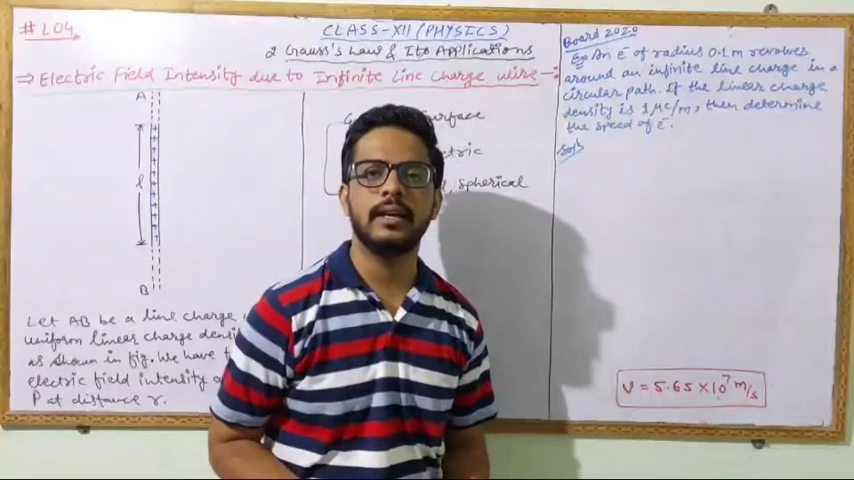 # L04
CLASS-XII (PHYSICS)
2 Gauss's Law & Its Applications
⇒ Electric Field Intensity due to Infinite Line Charge wire
A
l
B
Let AB be a line charge
uniform linear charge densi
as shown in fig. We have
electric field intensity
P at distance r.
urface
ctric
l, spherical
Board 2020
Ex An e⁻ of radius 0.1 m revolves
around an infinite line charge in a
circular path. If the linear charge
density is 1 μc/m, then determine
the speed of e⁻.
Sol^n
v = 5.65 × 10⁷ m/s